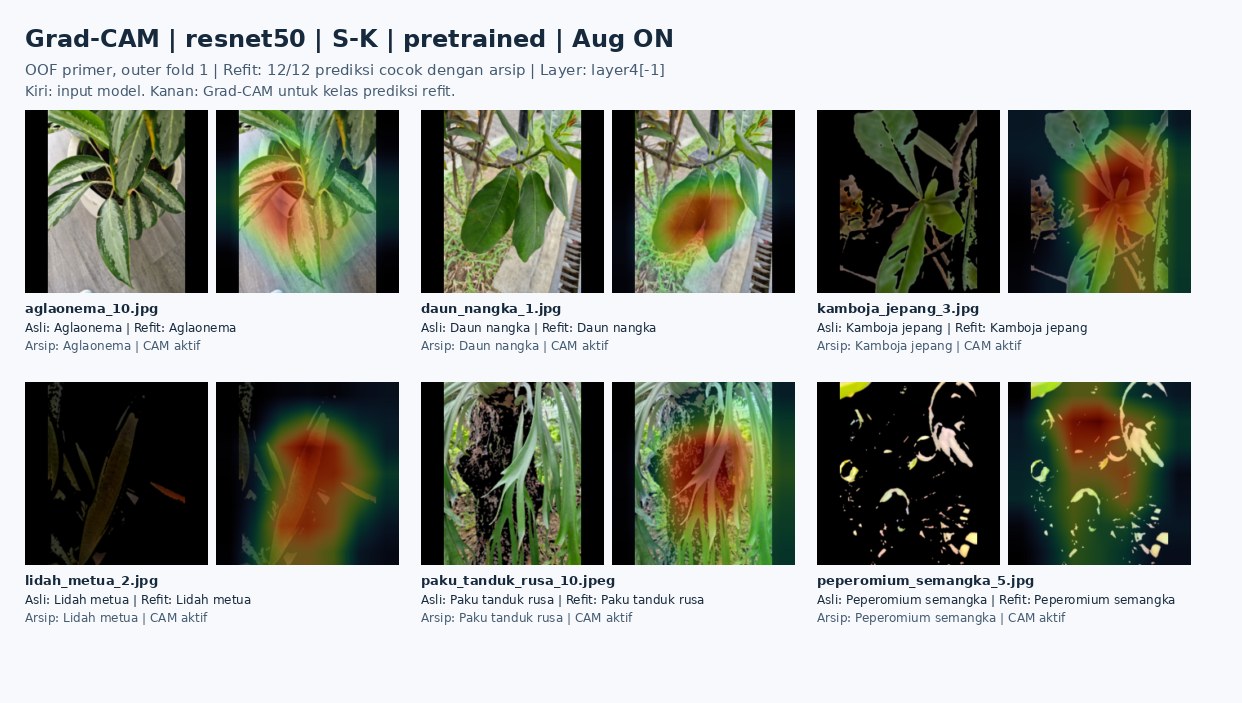 Grad-CAM | resnet50 | S-K | pretrained | Aug ON
OOF primer, outer fold 1 | Refit: 12/12 prediksi cocok dengan arsip | Layer: layer4[-1]
Kiri: input model. Kanan: Grad-CAM untuk kelas prediksi refit.
aglaonema_10.jpg
Asli: Aglaonema | Refit: Aglaonema
Arsip: Aglaonema | CAM aktif
daun_nangka_1.jpg
Asli: Daun nangka | Refit: Daun nangka
Arsip: Daun nangka | CAM aktif
kamboja_jepang_3.jpg
Asli: Kamboja jepang | Refit: Kamboja jepang
Arsip: Kamboja jepang | CAM aktif
lidah_metua_2.jpg
Asli: Lidah metua | Refit: Lidah metua
Arsip: Lidah metua | CAM aktif
paku_tanduk_rusa_10.jpeg
Asli: Paku tanduk rusa | Refit: Paku tanduk rusa
Arsip: Paku tanduk rusa | CAM aktif
peperomium_semangka_5.jpg
Asli: Peperomium semangka | Refit: Peperomium semangka
Arsip: Peperomium semangka | CAM aktif